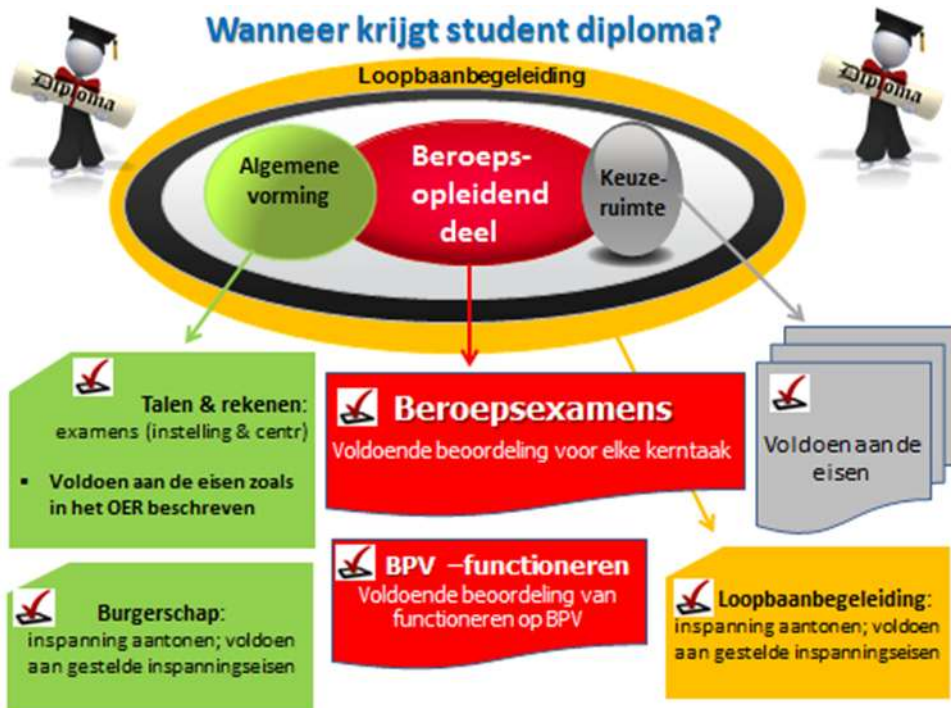 Wanneer krijgt student diploma?
Diploma
Diploma
Loopbaanbegeleiding
Algemene
vorming
Beroeps-
opleidend
deel
Keuze-
ruimte
Talen & rekenen:
examens (instelling & centr)
▪ Voldoen aan de eisen zoals
in het OER beschreven
Beroepsexamens
Voldoende beoordeling voor elke kerntaak
Voldoen aan de
eisen
Burgerschap:
inspanning aantonen; voldoen
aan gestelde inspanningseisen
BPV –functioneren
Voldoende beoordeling van
functioneren op BPV
Loopbaanbegeleiding:
inspanning aantonen; voldoen
aan gestelde inspanningseisen